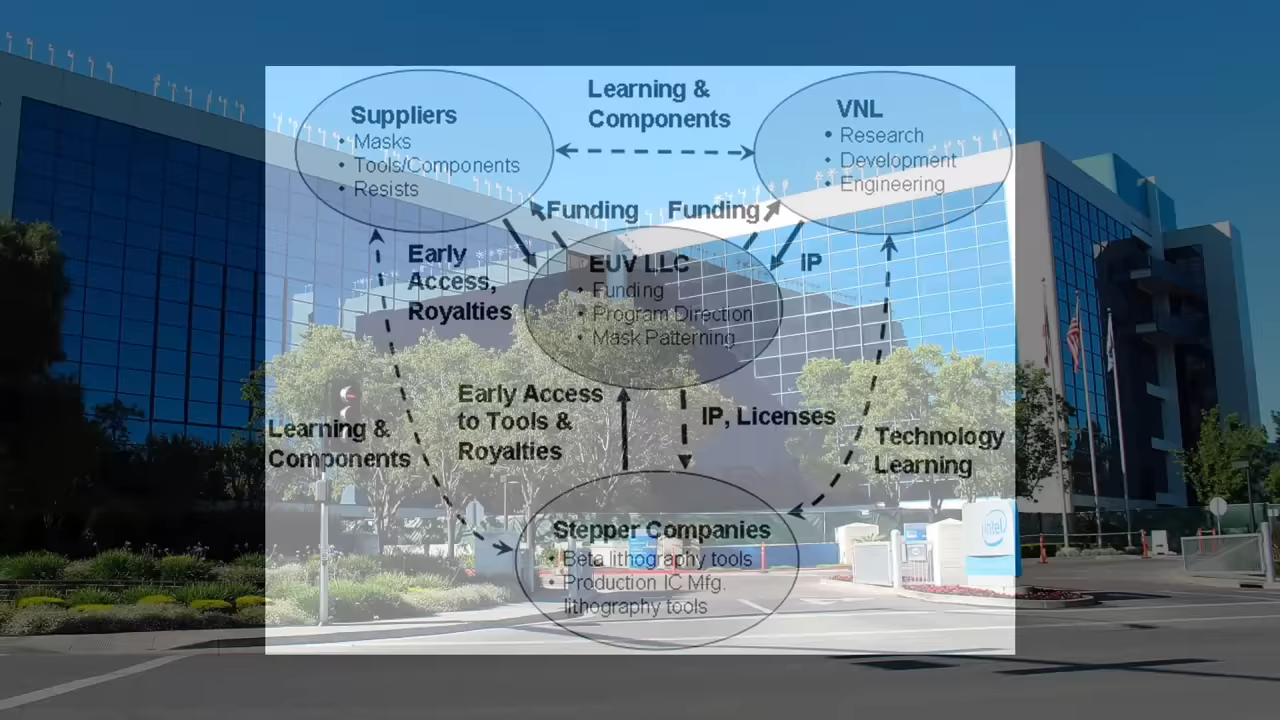 Learning &
Components
Suppliers
• Masks
• Tools/Components
• Resists
VNL
• Research
• Development
• Engineering
Funding
Funding
Early
Access,
Royalties
EUV LLC
• Funding
• Program Direction
• Mask Patterning
IP
Early Access
to Tools &
Royalties
IP, Licenses
Learning &
Components
Technology
Learning
Stepper Companies
Beta lithography tools
Production IC Mfg.
lithography tools
intel